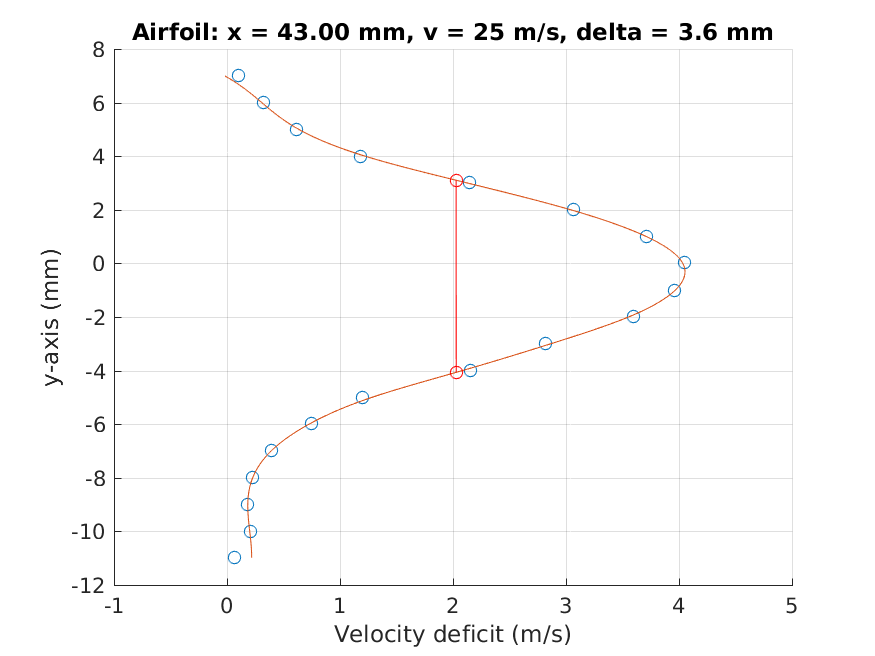 Airfoil: x = 43.00 mm, v = 25 m/s, delta = 3.6 mm
8
6
4
2
0
-2
-4
-6
-8
-10
-12
y-axis (mm)
-1 0 1 2 3 4 5
Velocity deficit (m/s)